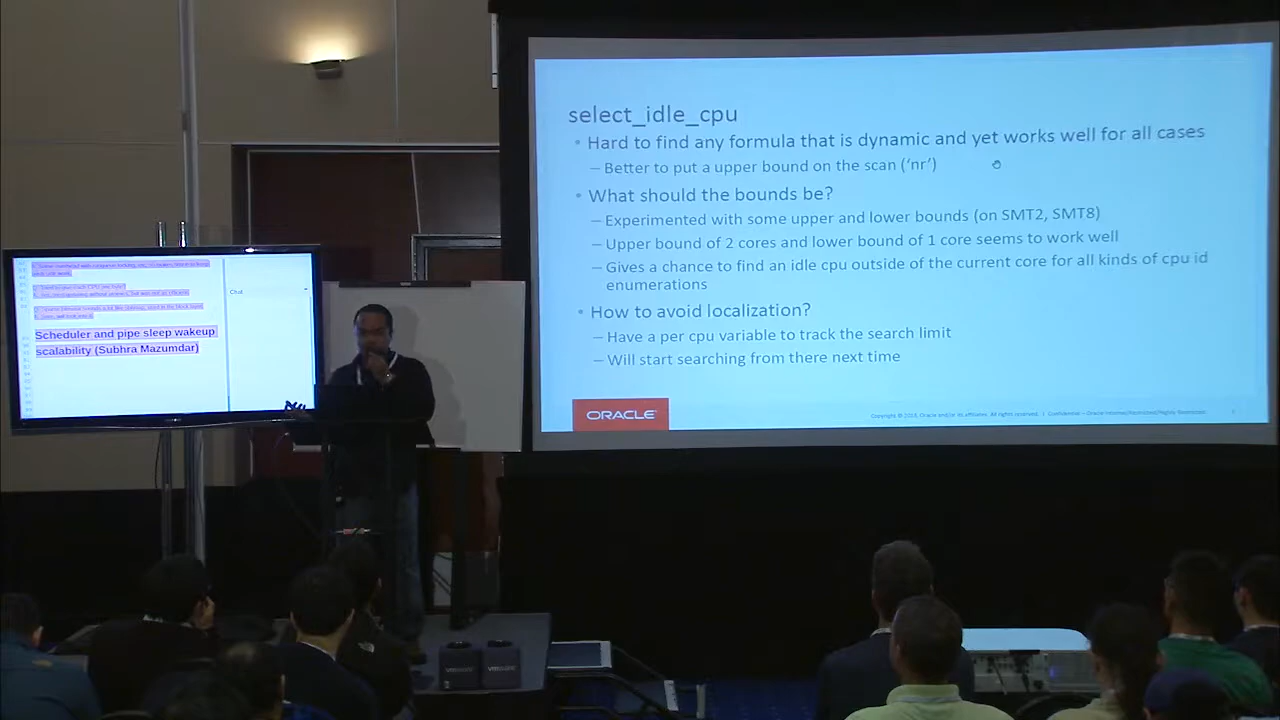 select_idle_cpu
• Hard to find any formula that is dynamic and yet works well for all cases
– Better to put a upper bound on the scan ('nr')
• What should the bounds be?
– Experimented with some upper and lower bounds (on SMT2, SMT8)
– Upper bound of 2 cores and lower bound of 1 core seems to work well
– Gives a chance to find an idle cpu outside of the current core for all kinds of cpu id
enumerations
• How to avoid localization?
– Have a per cpu variable to track the search limit
– Will start searching from there next time
ORACLE
Chat
Scheduler and pipe sleep wakeup
scalability (Subhra Mazumdar)
vmware
vmware